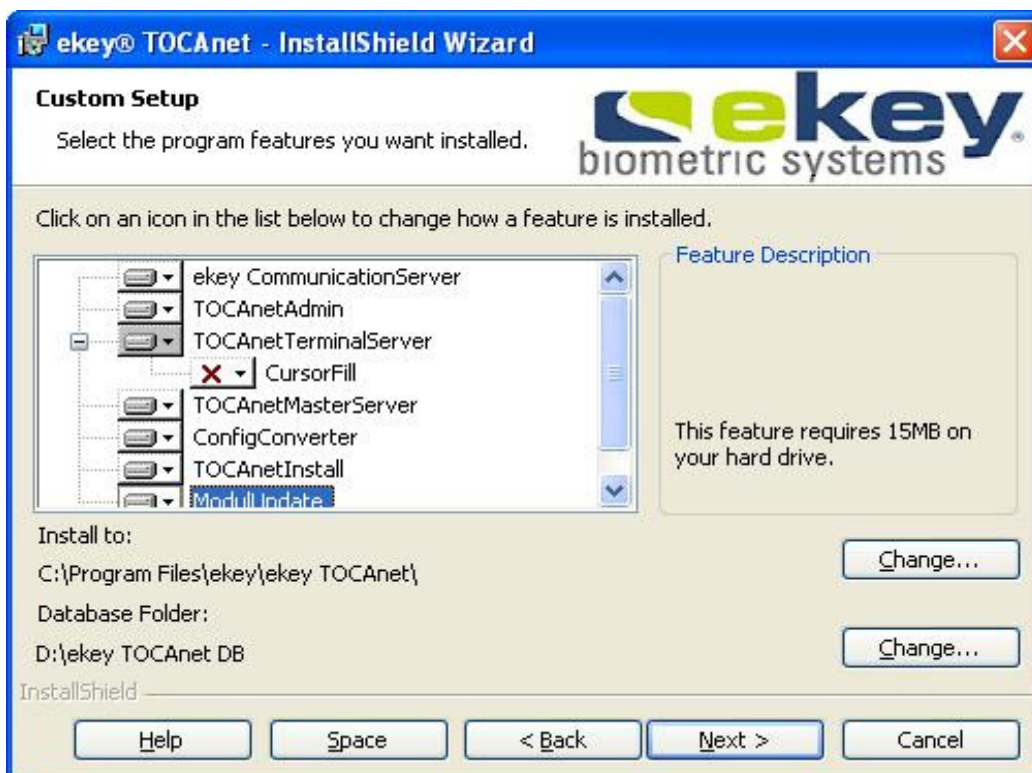 ekey® TOCAnet - InstallShield Wizard
Custom Setup
Select the program features you want installed.
ekey
biometric systems
Click on an icon in the list below to change how a feature is installed.
ekey CommunicationServer
TOCAnetAdmin
TOCAnetTerminalServer
CursorFill
TOCAnetMasterServer
ConfigConverter
TOCAnetInstall
ModulUpdate
Feature Description
This feature requires 15MB on
your hard drive.
Install to:
C:\Program Files\ekey\ekey TOCAnet\
Change...
Database Folder:
D:\ekey TOCAnet DB
Change...
InstallShield
Help
Space
< Back
Next >
Cancel